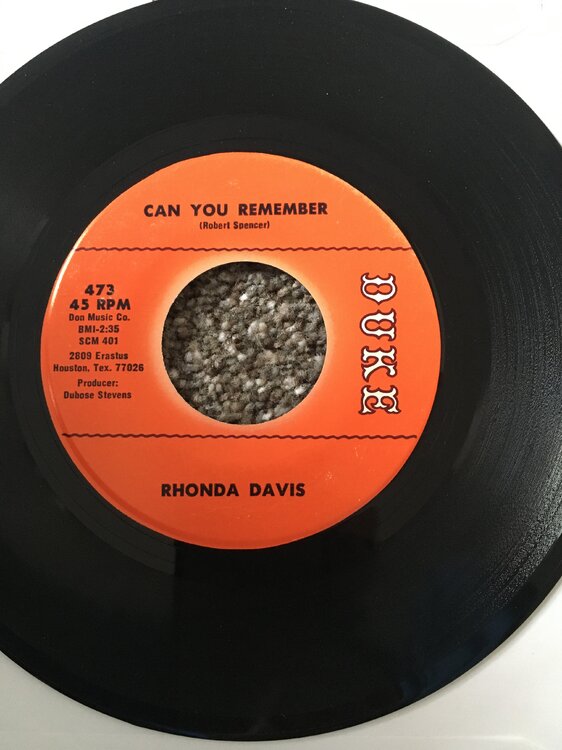 CAN YOU REMEMBER
(Robert Spencer)
473
45 RPM
Don Music Co.
BMI-2:35
SCM 401
2809 Erastus
Houston, Tex. 77026
Producer:
Dubose Stevens
DUKE
RHONDA DAVIS